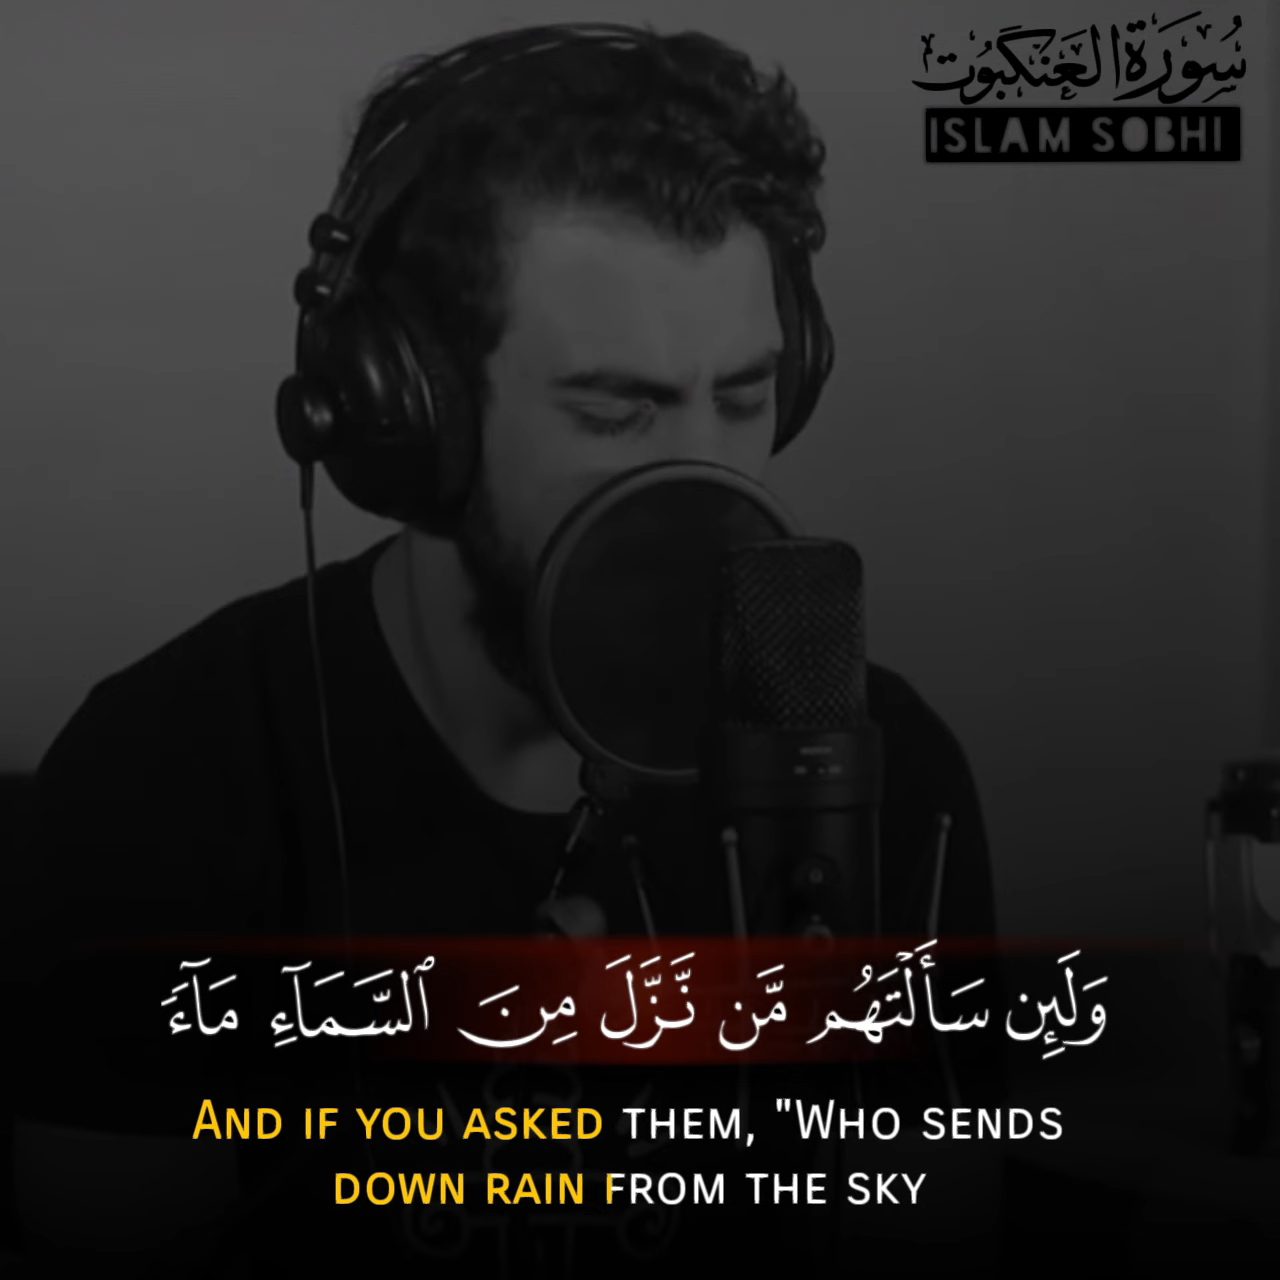 سُورَةُ العَنكَبُوت
ISLAM SOBHI
وَلَئِن سَأَلْتَهُم مَّن نَّزَّلَ مِنَ ٱلسَّمَآءِ مَآءً
AND IF YOU ASKED THEM, "WHO SENDS
DOWN RAIN FROM THE SKY